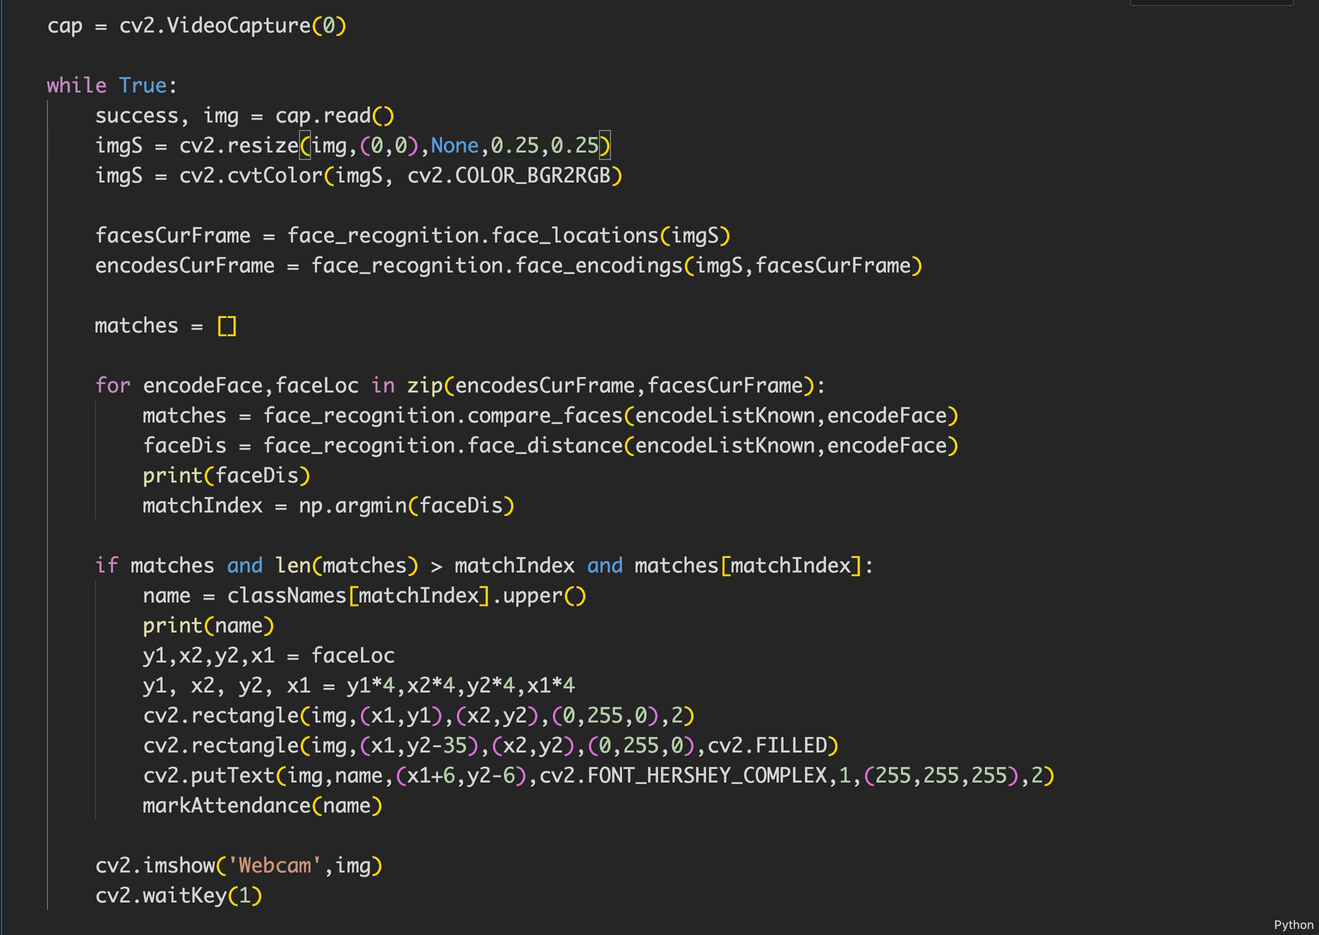 cap = cv2.VideoCapture(0)
while True:
success, img = cap.read()
imgS = cv2.resize(img,(0,0),None,0.25,0.25)
imgS = cv2.cvtColor(imgS, cv2.COLOR_BGR2RGB)
facesCurFrame = face_recognition.face_locations(imgS)
encodesCurFrame = face_recognition.face_encodings(imgS,facesCurFrame)
matches = []
for encodeFace,faceLoc in zip(encodesCurFrame,facesCurFrame):
matches = face_recognition.compare_faces(encodeListKnown,encodeFace)
faceDis = face_recognition.face_distance(encodeListKnown,encodeFace)
print(faceDis)
matchIndex = np.argmin(faceDis)
if matches and len(matches) > matchIndex and matches[matchIndex]:
name = classNames[matchIndex].upper()
print(name)
y1,x2,y2,x1 = faceLoc
y1, x2, y2, x1 = y1*4,x2*4,y2*4,x1*4
cv2.rectangle(img,(x1,y1),(x2,y2),(0,255,0),2)
cv2.rectangle(img,(x1,y2-35),(x2,y2),(0,255,0),cv2.FILLED)
cv2.putText(img,name,(x1+6,y2-6),cv2.FONT_HERSHEY_COMPLEX,1,(255,255,255),2)
markAttendance(name)
cv2.imshow('Webcam',img)
cv2.waitKey(1)
Python